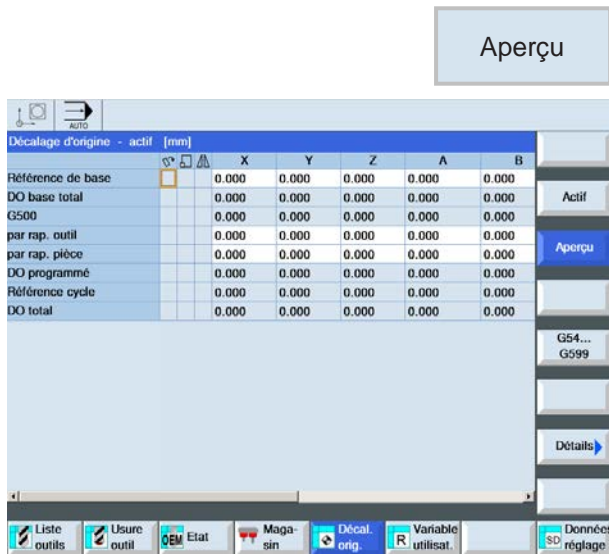 Aperçu
AUTO
Décalage d'origine - actif [mm]
X Y Z A B
Référence de base 0.000 0.000 0.000 0.000 0.000
DO base total 0.000 0.000 0.000 0.000 0.000
G500 0.000 0.000 0.000 0.000 0.000
par rap. outil 0.000 0.000 0.000 0.000 0.000
par rap. pièce 0.000 0.000 0.000 0.000 0.000
DO programmé 0.000 0.000 0.000 0.000 0.000
Référence cycle 0.000 0.000 0.000 0.000 0.000
DO total 0.000 0.000 0.000 0.000 0.000
Actif
Aperçu
G54...
G599
Détails
Liste
outils
Usure
outil
OEM Etat
Maga-
sin
Décal.
orig.
R Variable
utilisat.
SD Données
réglage